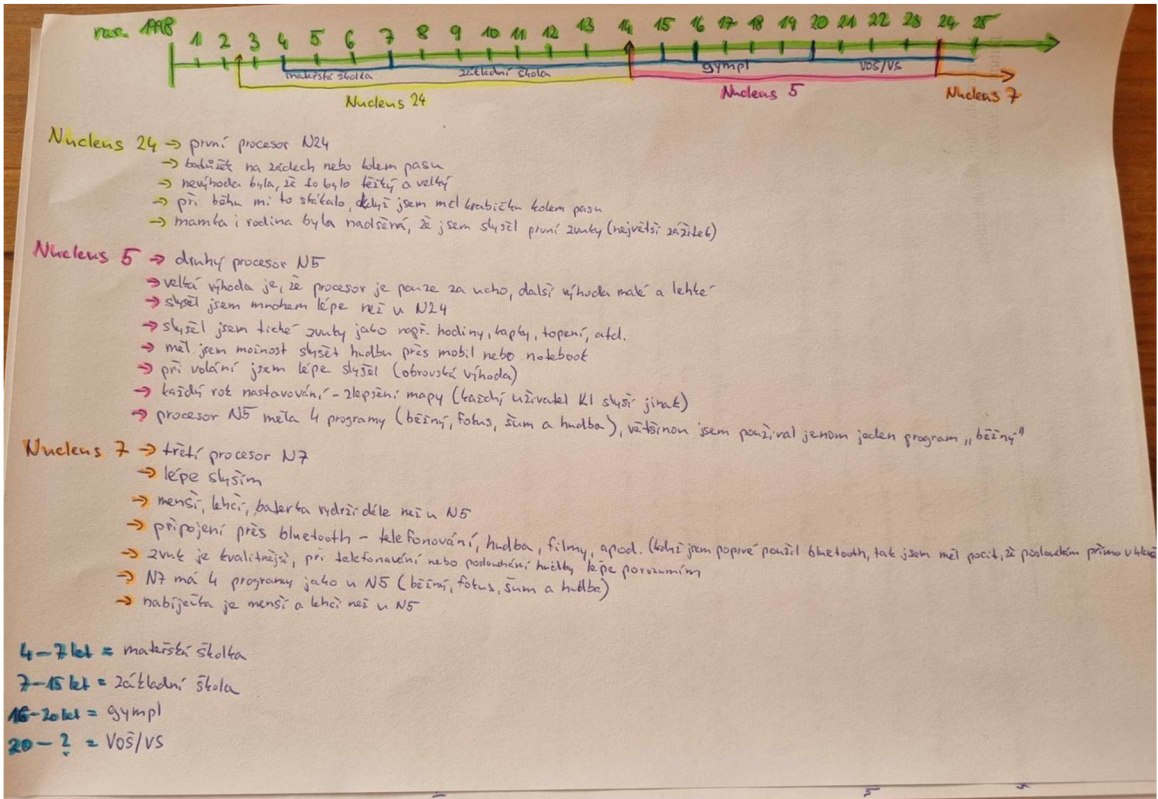 nar. 1998 1 2 3 4 5 6 7 8 9 10 11 12 13 14 15 16 17 18 19 20 21 22 23 24 25
mateřská školka základní škola gympl VOŠ/VŠ
Nucleus 24 Nucleus 5 Nucleus 7
Nucleus 24 → první procesor N24
→ na zádech nebo kolem pasu
→ nevýhoda byla, že to bylo těžký a velký
→ při běhu mi to skákalo, když jsem měl krabičku kolem pasu
→ mamka i rodina byla nadšená, že jsem slyšel první zvuky (největší zážitek)
Nucleus 5 → druhý procesor N5
→ velká výhoda je, že procesor je pouze za ucho, další výhoda malé a lehké
→ slyšel jsem mnohem lépe než u N24
→ slyšel jsem tiché zvuky jako např. hodiny, kapky, topení, atd.
→ měl jsem možnost slyšet hudbu přes mobil nebo notebook
→ při volání jsem lépe slyšel (obrovská výhoda)
→ každý rok nastavování - zlepšení mapy (každý uživatel KI slyší jinak)
→ procesor N5 měla 4 programy (běžný, fokus, šum a hudba), většinou jsem používal jenom jeden program „běžný"
Nucleus 7 → třetí procesor N7
→ lépe slyším
→ menší, lehčí, baterka vydrží déle než u N5
→ připojení přes bluetooth - telefonování, hudba, filmy, apod. (když jsem poprvé použil bluetooth, tak jsem měl pocit, že poslouchám přímo v hlavě
→ zvuk je kvalitnější, při telefonování nebo poslouchání hudby lépe porozumím
→ N7 má 4 programy jako u N5 (běžný, fokus, šum a hudba)
→ nabíječka je menší a lehčí než u N5
4-7 let = mateřská školka
7-15 let = základní škola
16-20 let = gympl
20 - ? = VOŠ/VŠ